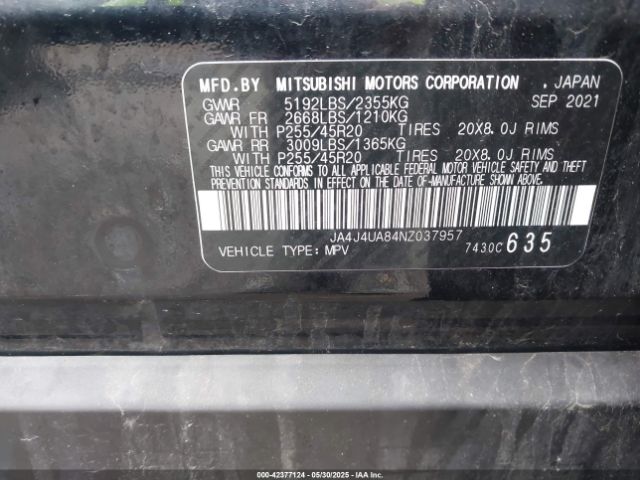 MFD.BY MITSUBISHI MOTORS CORPORATION , JAPAN
GVWR 5192LBS/2355KG SEP 2021
GAWR FR 2668LBS/1210KG
WITH P255/45R20 TIRES 20X8.0J RIMS
GAWR RR 3009LBS/1365KG
WITH P255/45R20 TIRES 20X8.0J RIMS
THIS VEHICLE CONFORMS TO ALL APPLICABLE FEDERAL MOTOR VEHICLE SAFETY AND THEFT
PREVENTION STANDARDS IN EFFECT ON THE DATE OF MANUFACTURE SHOWN ABOVE.
JA4J4UA84NZ037957
VEHICLE TYPE: MPV 7430C 635
00-42377124 - 05/30/2025 - IAA Inc.